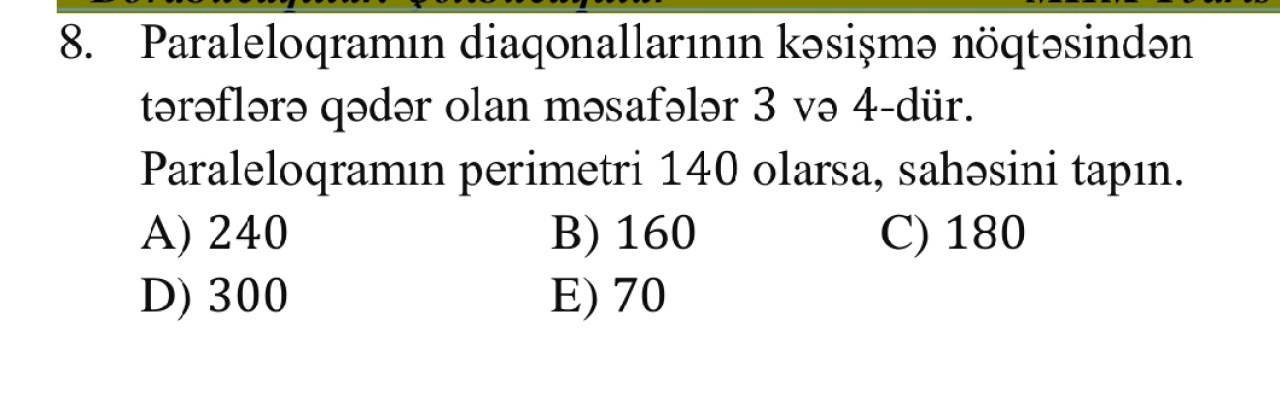 8. Paraleloqramın diaqonallarının kəsişmə nöqtəsindən
tərəflərə qədər olan məsafələr 3 və 4-dür.
Paraleloqramın perimetri 140 olarsa, sahəsini tapın.
A) 240 B) 160 C) 180
D) 300 E) 70